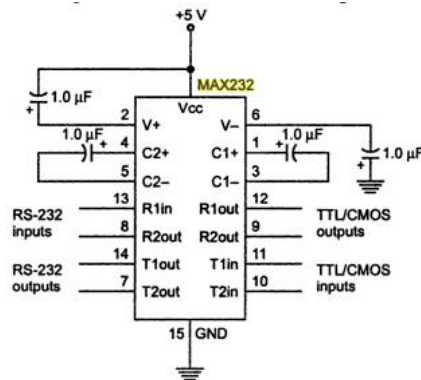 +5 V
MAX232
1.0 µF
Vcc
2 V+ V– 6
1.0 µF 4 C2+ C1+ 1 1.0 µF
1.0 µF
5 C2– C1– 3
13 R1in R1out 12
RS-232 inputs TTL/CMOS outputs
8 R2out R2out 9
14 T1out T1in 11
RS-232 outputs TTL/CMOS inputs
7 T2out T2in 10
15 GND